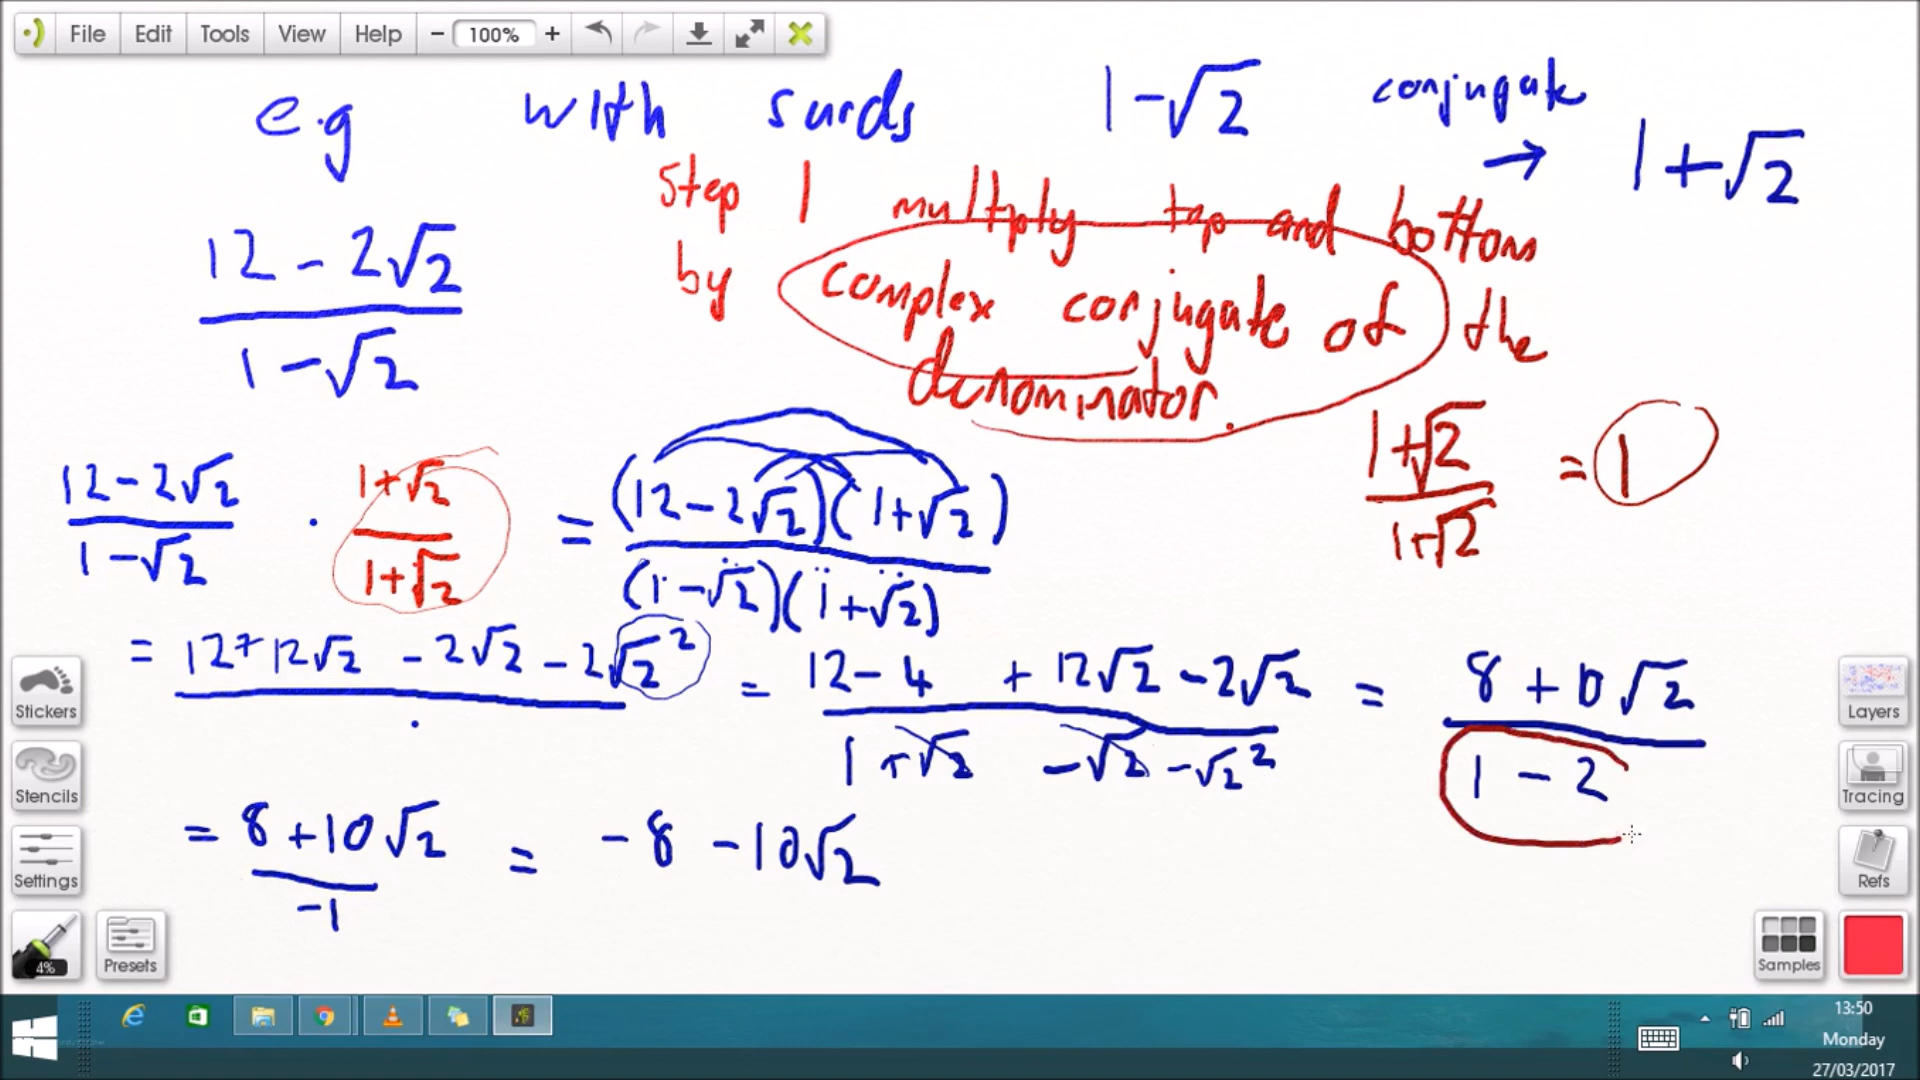 File Edit Tools View Help − 100% +
e.g with surds 1-√2 conjugate → 1+√2
Step 1 multiply top and bottom
by complex conjugate of the
denominator.
12-2√2
1-√2
1+√2 = 1
1+√2
12-2√2 . 1+√2 = (12-2√2)(1+√2)
1-√2 1+√2 (1-√2)(1+√2)
= 12+12√2 -2√2 -2√2² = 12-4 +12√2 -2√2 = 8+10√2
1+√2 -√2 -√2² 1-2
= 8+10√2 = -8 -10√2
-1
Stickers
Stencils
Settings
4%
Presets
Layers
Tracing
Refs
Samples
13:50
Monday
27/03/2017